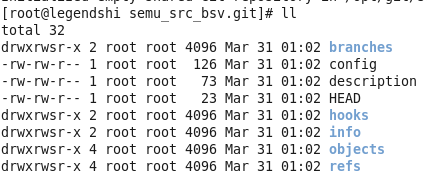 [root@legendshi semu_src_bsv.git]# ll
total 32
drwxrwsr-x 2 root root 4096 Mar 31 01:02 branches
-rw-rw-r-- 1 root root  126 Mar 31 01:02 config
-rw-rw-r-- 1 root root   73 Mar 31 01:02 description
-rw-rw-r-- 1 root root   23 Mar 31 01:02 HEAD
drwxrwsr-x 2 root root 4096 Mar 31 01:02 hooks
drwxrwsr-x 2 root root 4096 Mar 31 01:02 info
drwxrwsr-x 4 root root 4096 Mar 31 01:02 objects
drwxrwsr-x 4 root root 4096 Mar 31 01:02 refs